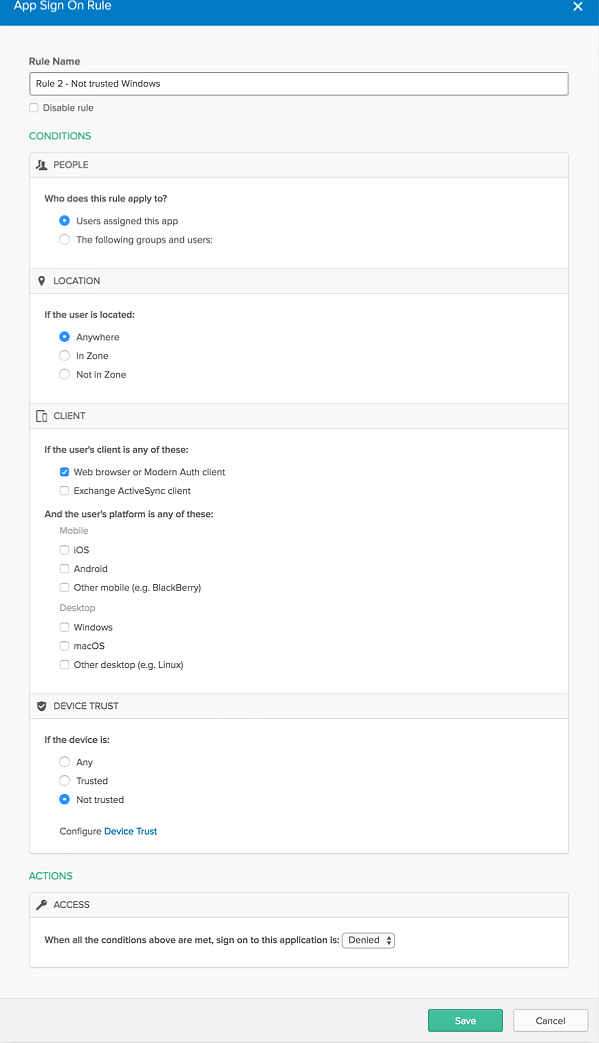 App Sign On Rule
Rule Name
Rule 2 - Not trusted Windows
Disable rule
CONDITIONS
PEOPLE
Who does this rule apply to?
Users assigned this app
The following groups and users:
LOCATION
If the user is located:
Anywhere
In Zone
Not in Zone
CLIENT
If the user's client is any of these:
Web browser or Modern Auth client
Exchange ActiveSync client
And the user's platform is any of these:
Mobile
iOS
Android
Other mobile (e.g. BlackBerry)
Desktop
Windows
macOS
Other desktop (e.g. Linux)
DEVICE TRUST
If the device is:
Any
Trusted
Not trusted
Configure Device Trust
ACTIONS
ACCESS
When all the conditions above are met, sign on to this application is: Denied
Save Cancel